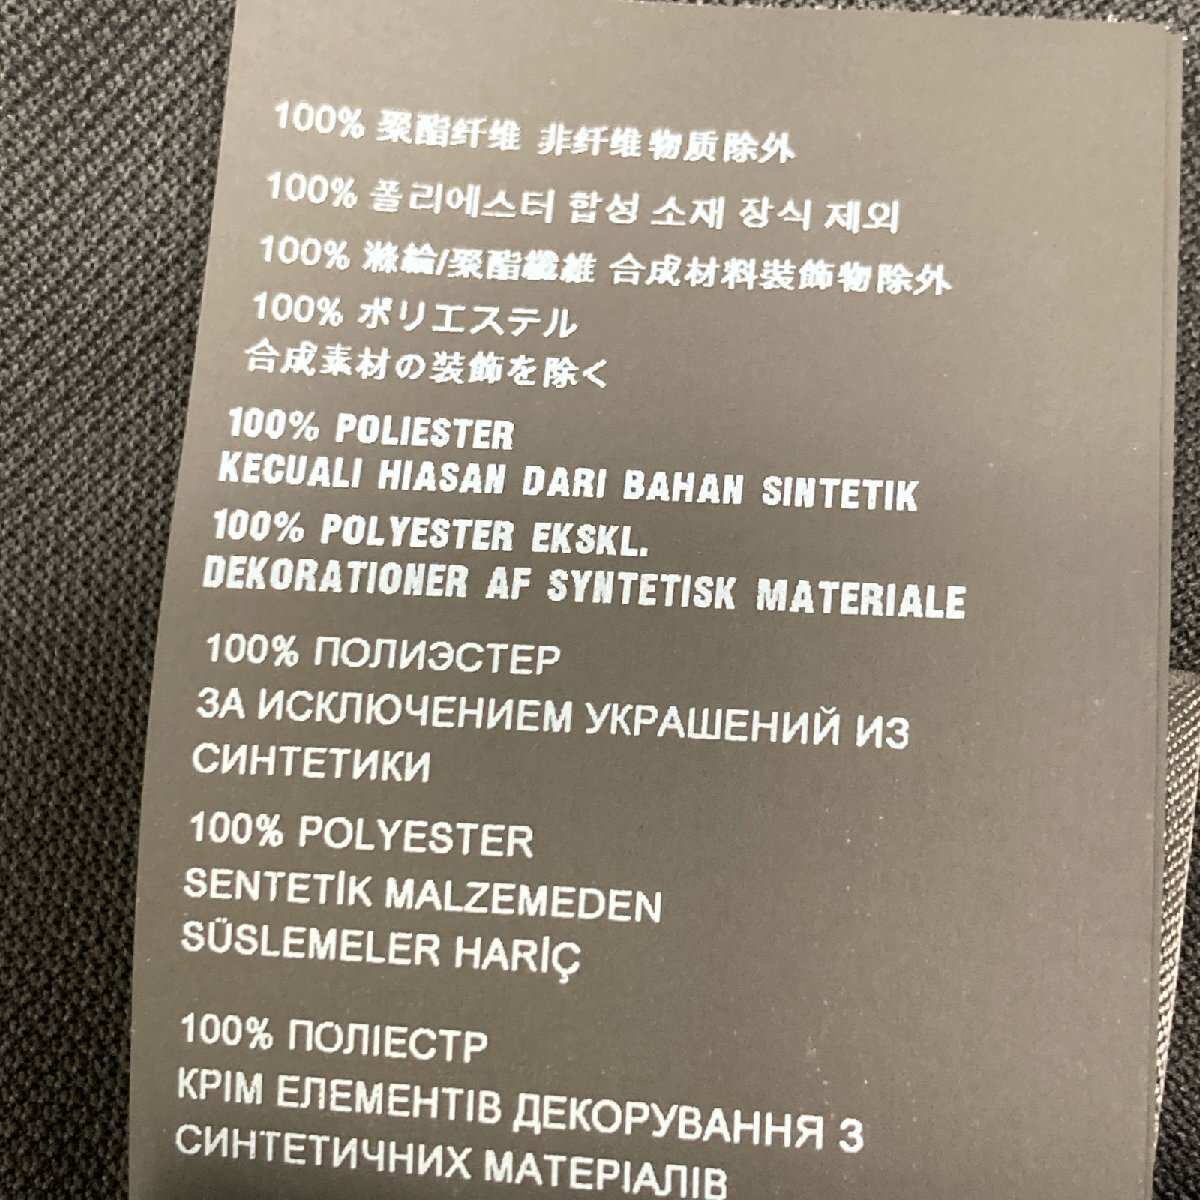 100% 聚酯纤维 非纤维物质除外
100% 폴리에스터 합성 소재 장식 제외
100% 滌綸/聚酯纖維 合成材料裝飾物除外
100% ポリエステル
合成素材の装飾を除く
100% POLIESTER
KECUALI HIASAN DARI BAHAN SINTETIK
100% POLYESTER EKSKL.
DEKORATIONER AF SYNTETISK MATERIALE
100% ПОЛИЭСТЕР
ЗА ИСКЛЮЧЕНИЕМ УКРАШЕНИЙ ИЗ
СИНТЕТИКИ
100% POLYESTER
SENTETİK MALZEMEDEN
SÜSLEMELER HARİÇ
100% ПОЛІЕСТР
КРІМ ЕЛЕМЕНТІВ ДЕКОРУВАННЯ З
СИНТЕТИЧНИХ МАТЕРІАЛІВ